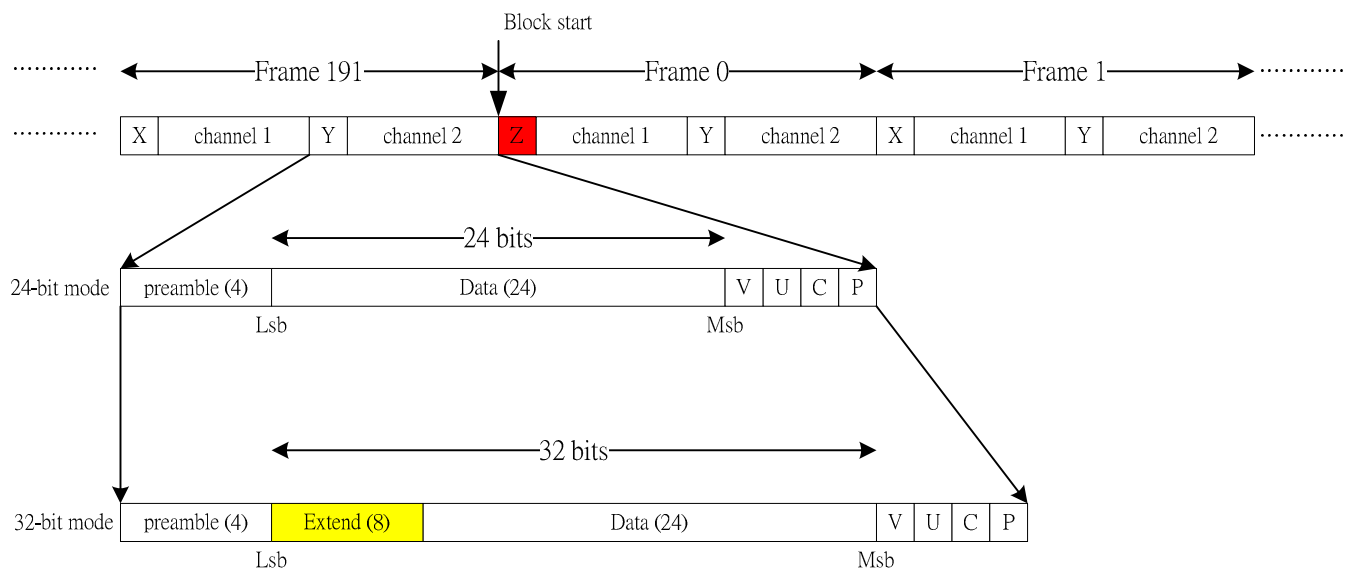 Block start
............ Frame 191 Frame 0 Frame 1 ............
............ X channel 1 Y channel 2 Z channel 1 Y channel 2 X channel 1 Y channel 2 ............
24 bits
24-bit mode preamble (4) Data (24) V U C P
Lsb Msb
32 bits
32-bit mode preamble (4) Extend (8) Data (24) V U C P
Lsb Msb